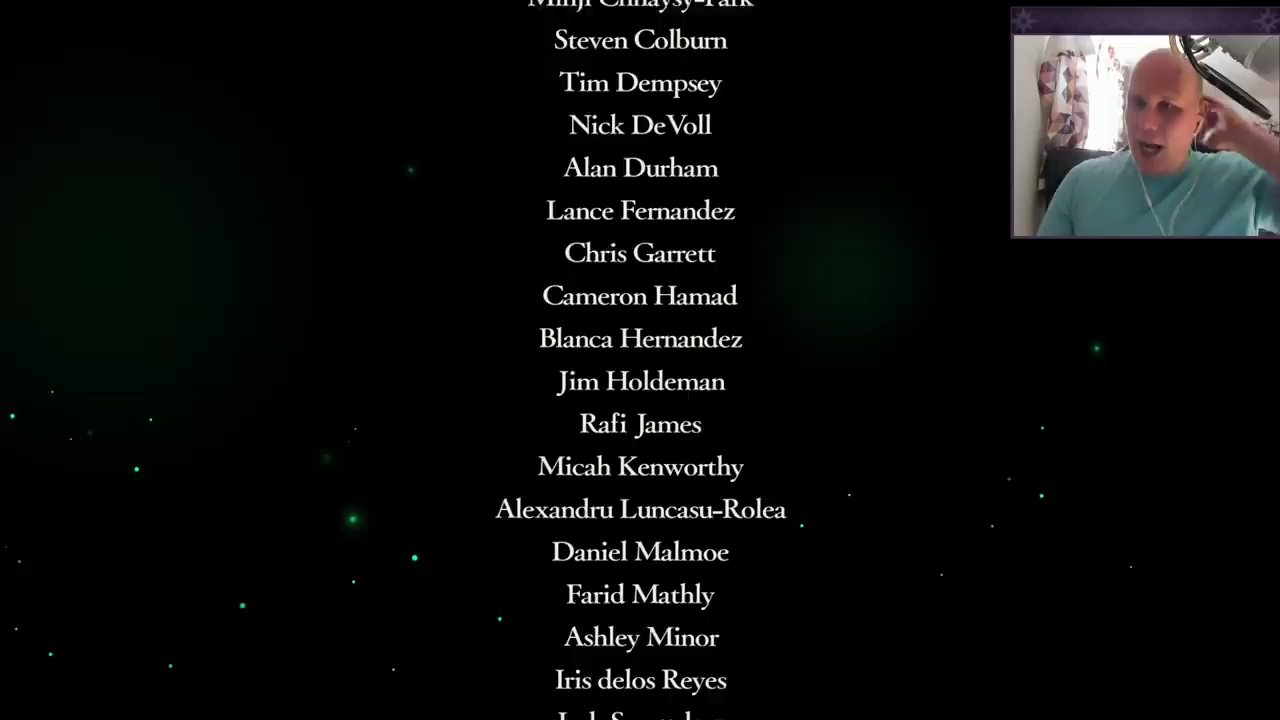 Steven Colburn
Tim Dempsey
Nick DeVoll
Alan Durham
Lance Fernandez
Chris Garrett
Cameron Hamad
Blanca Hernandez
Jim Holdeman
Rafi James
Micah Kenworthy
Alexandru Luncasu-Rolea
Daniel Malmoe
Farid Mathly
Ashley Minor
Iris delos Reyes